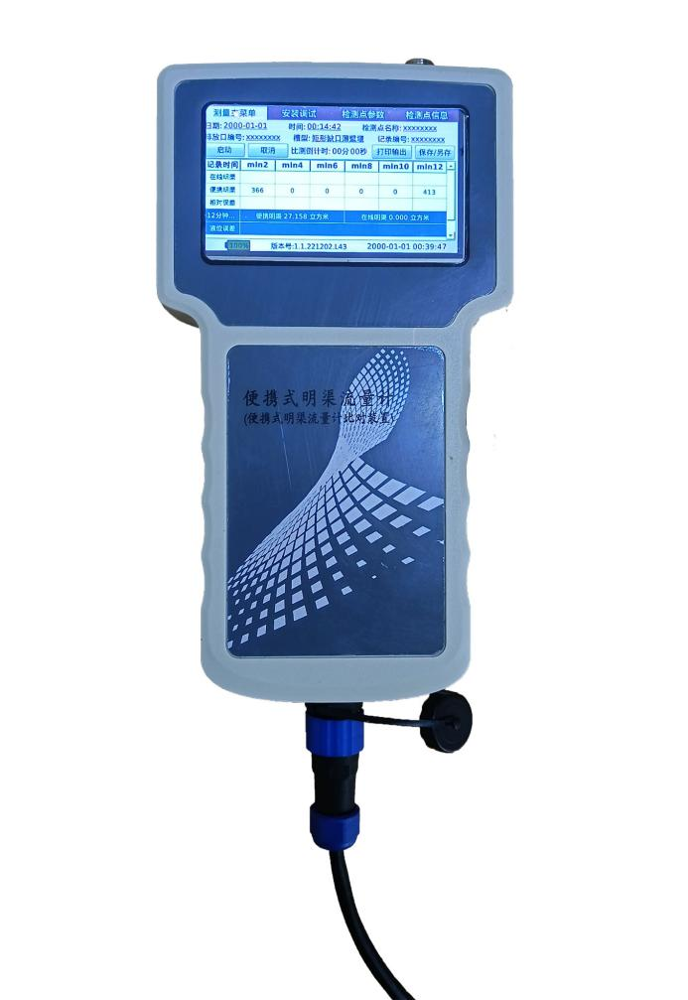 测量主菜单 安装调试 检测点参数 检测点信息
日期: 2000-01-01 时间: 00:14:42 检测点名称: xxxxxxxx
排放口编号: xxxxxxxx 槽型: 矩形缺口薄壁堰 记录编号: xxxxxxxx
启动 取消 比测倒计时: 00分00秒 打印输出 保存/另存
记录时间 min2 min4 min6 min8 min10 min12
在线明渠
便携明渠 366 0 0 0 0 413
相对误差
12分钟... 便携明渠 27.158 立方米 在线明渠 0.000 立方米
液位误差
100% 版本号:1.1.221202.L43 2000-01-01 00:39:47
便携式明渠流量计
(便携式明渠流量计比对装置)